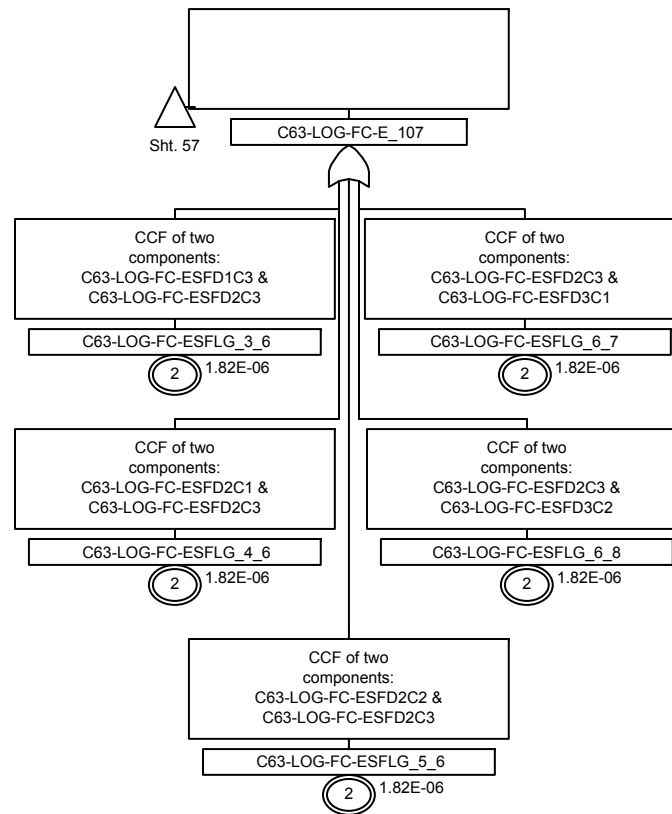 Sht. 57
C63-LOG-FC-E_107
CCF of two
components:
C63-LOG-FC-ESFD1C3 &
C63-LOG-FC-ESFD2C3
C63-LOG-FC-ESFLG_3_6
2
1.82E-06
CCF of two
components:
C63-LOG-FC-ESFD2C3 &
C63-LOG-FC-ESFD3C1
C63-LOG-FC-ESFLG_6_7
2
1.82E-06
CCF of two
components:
C63-LOG-FC-ESFD2C1 &
C63-LOG-FC-ESFD2C3
C63-LOG-FC-ESFLG_4_6
2
1.82E-06
CCF of two
components:
C63-LOG-FC-ESFD2C3 &
C63-LOG-FC-ESFD3C2
C63-LOG-FC-ESFLG_6_8
2
1.82E-06
CCF of two
components:
C63-LOG-FC-ESFD2C2 &
C63-LOG-FC-ESFD2C3
C63-LOG-FC-ESFLG_5_6
2
1.82E-06